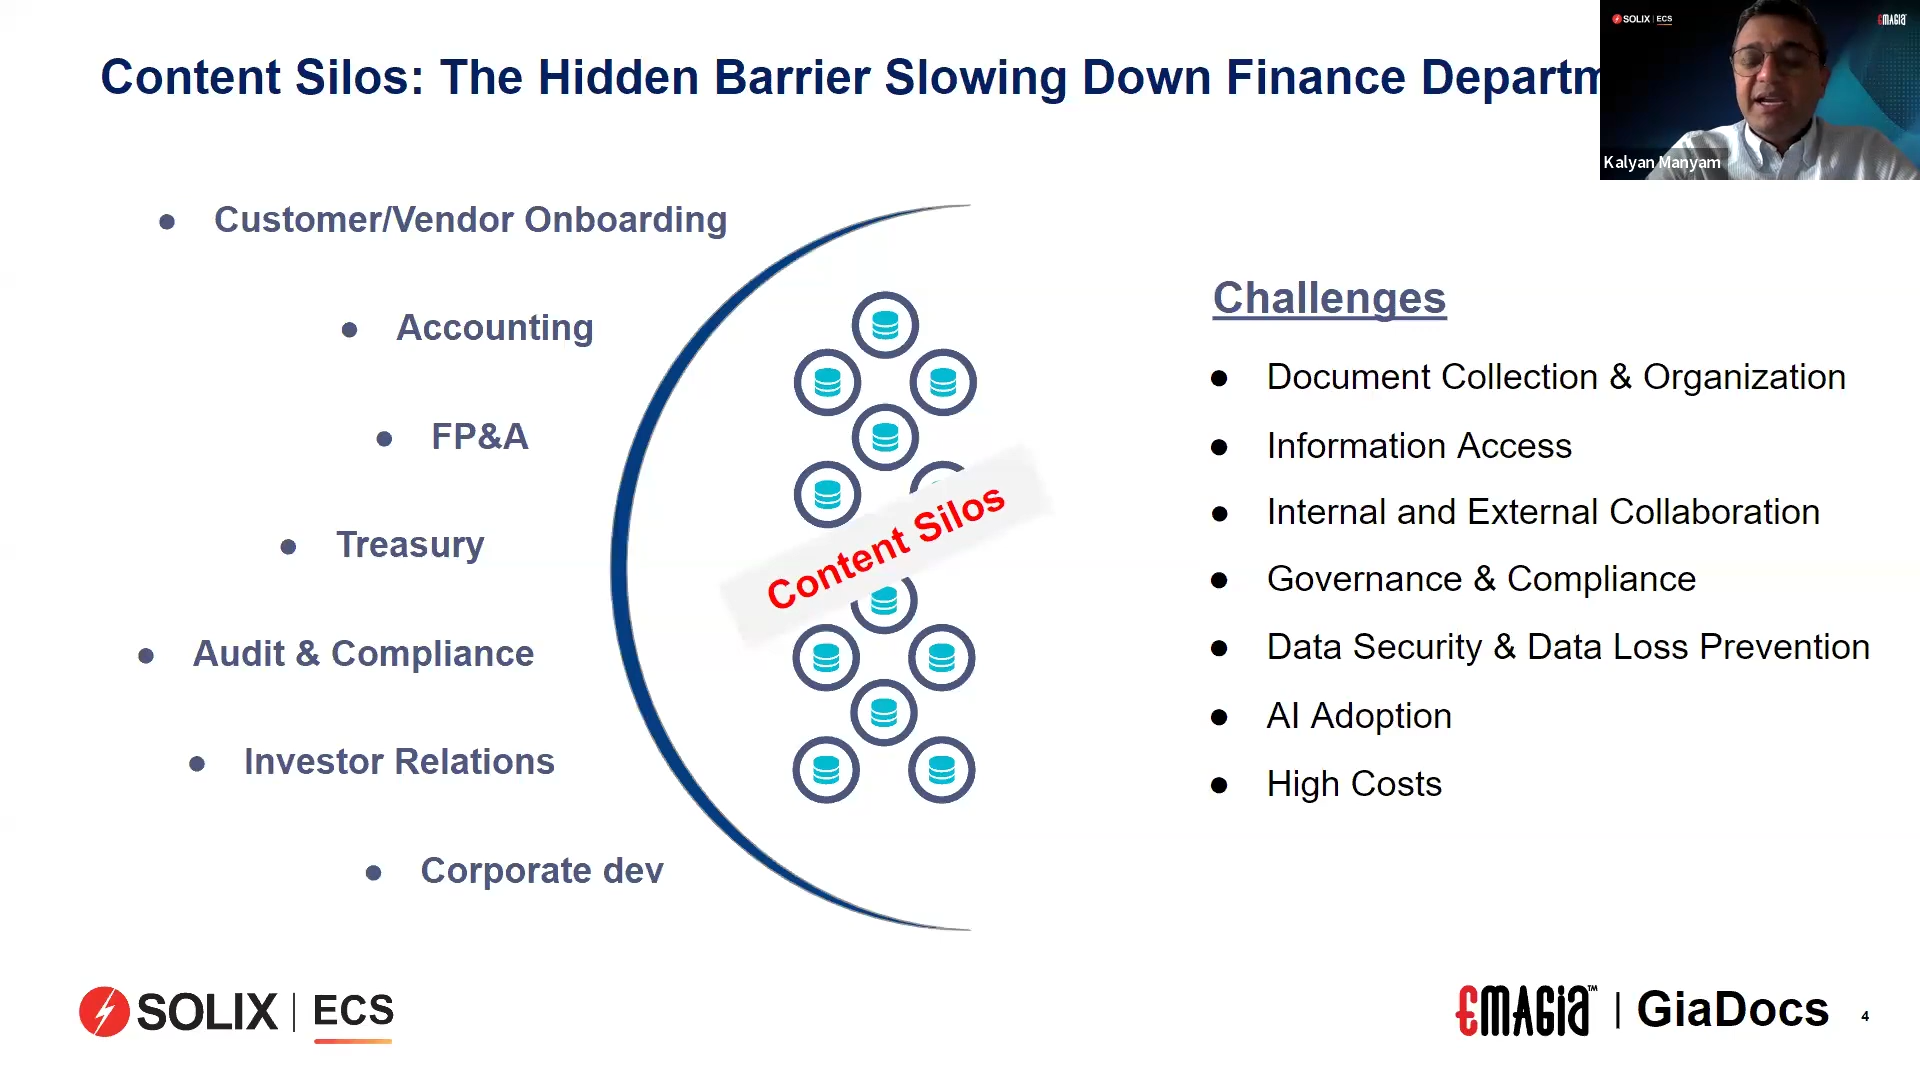 Content Silos: The Hidden Barrier Slowing Down Finance
SOLIX | ECS
EMAGIA
Kalyan Manyam
● Customer/Vendor Onboarding
● Accounting
● FP&A
● Treasury
● Audit & Compliance
● Investor Relations
● Corporate dev
Content Silos
Challenges
● Document Collection & Organization
● Information Access
● Internal and External Collaboration
● Governance & Compliance
● Data Security & Data Loss Prevention
● AI Adoption
● High Costs
SOLIX | ECS
EMAGIA™ | GiaDocs
4